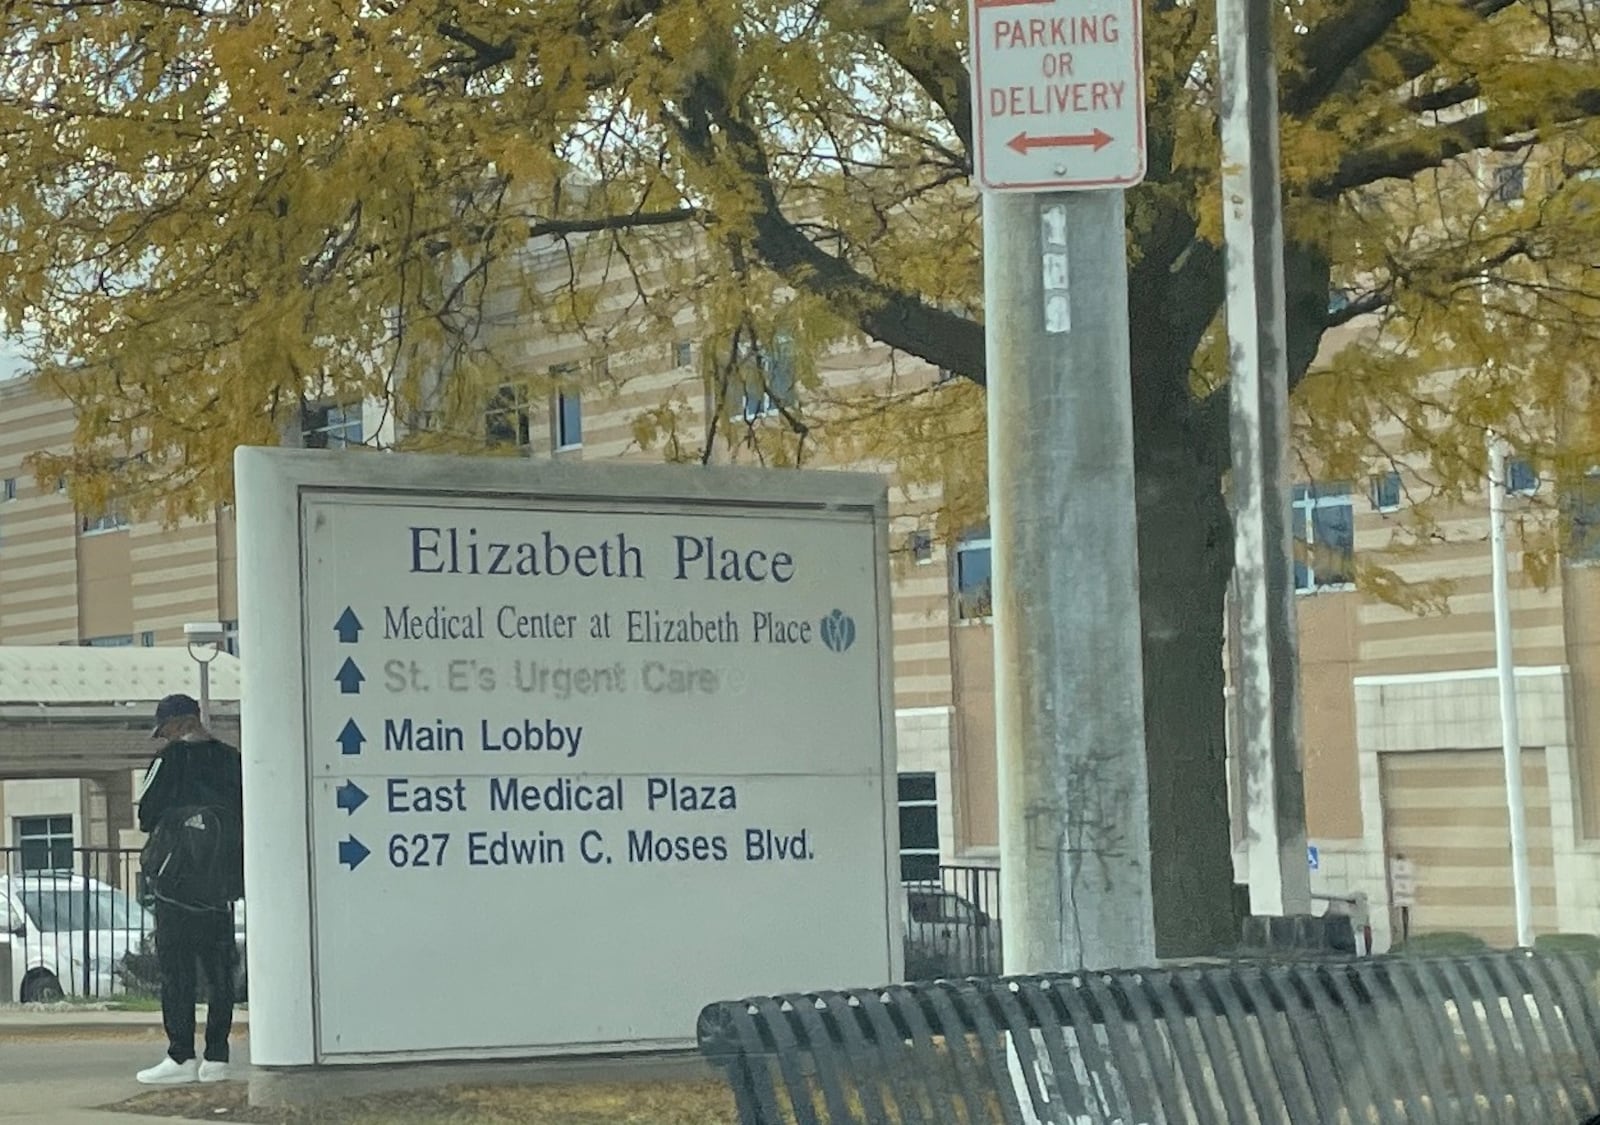 PARKING
OR
DELIVERY
Elizabeth Place
Medical Center at Elizabeth Place
St. E's Urgent Care
Main Lobby
East Medical Plaza
627 Edwin C. Moses Blvd.